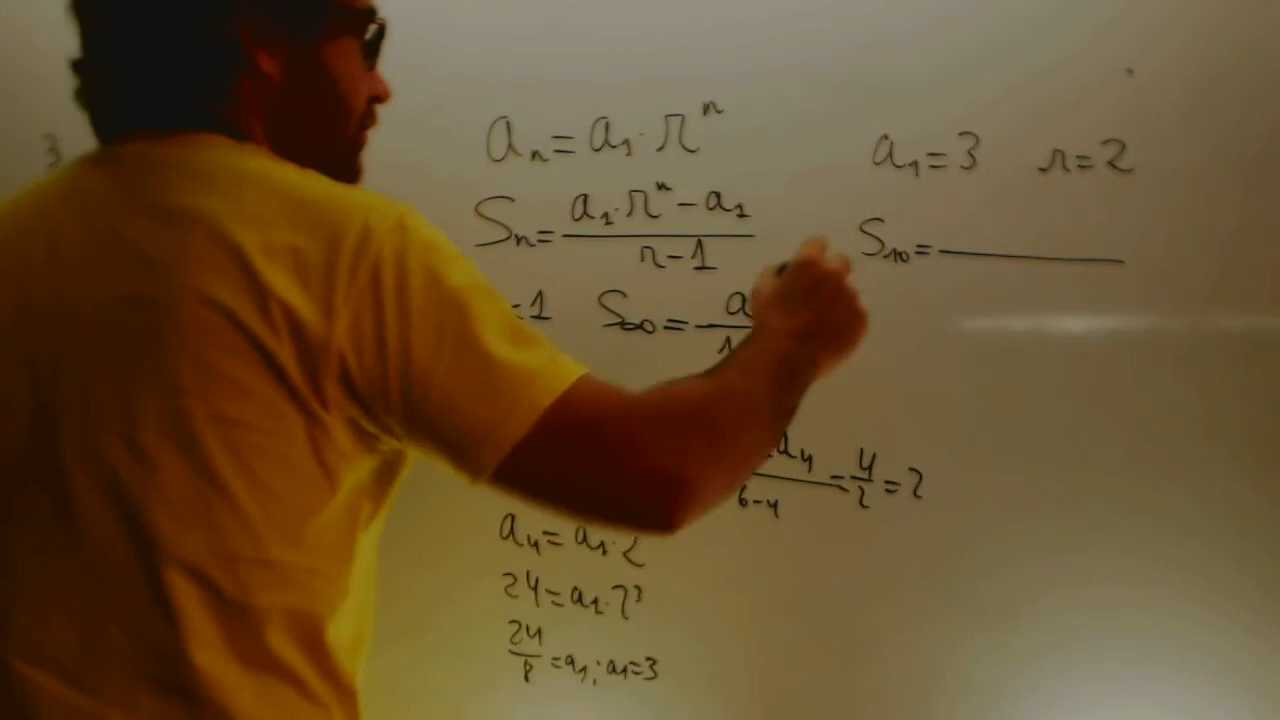 3
aₙ = a₁ · rⁿ
Sₙ = (a₁ · rⁿ - a₁) / (r - 1)
=1 S∞ = a / 1
a₁ = 3 r = 2
S₁₀ =
a₄ / (6-4) = 4/2 = 2
a₄ = a₁ · 2
24 = a₁ · 2³
24/8 = a₁ ; a₁ = 3